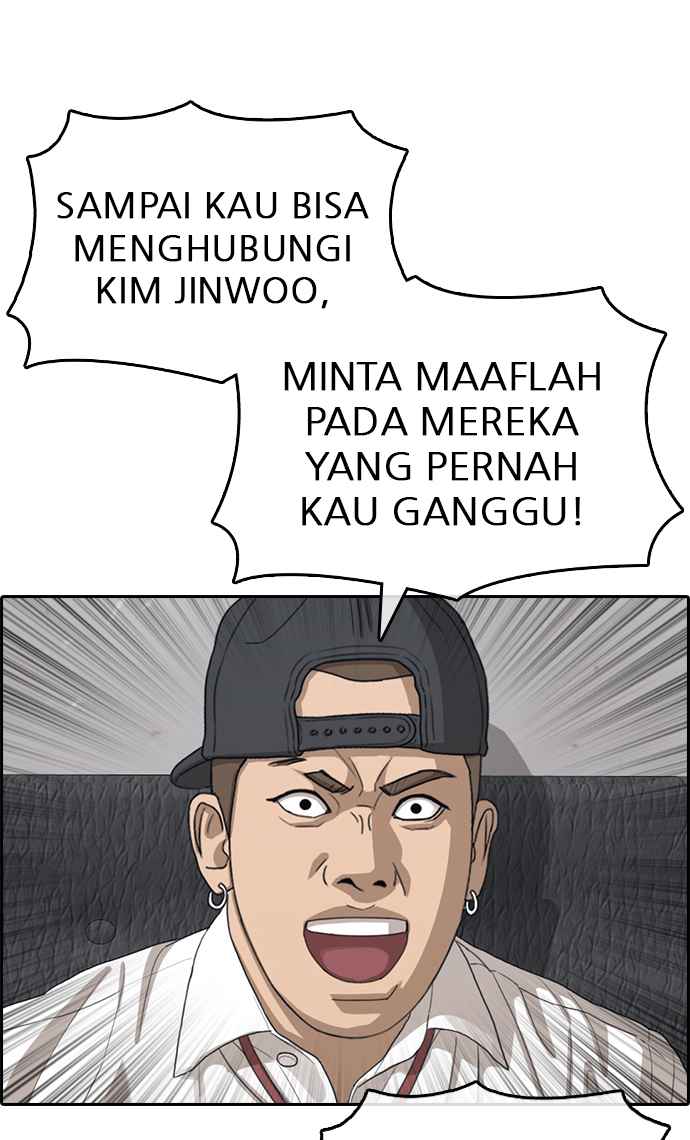 SAMPAI KAU BISA
MENGHUBUNGI
KIM JINWOO,
MINTA MAAFLAH
PADA MEREKA
YANG PERNAH
KAU GANGGU!